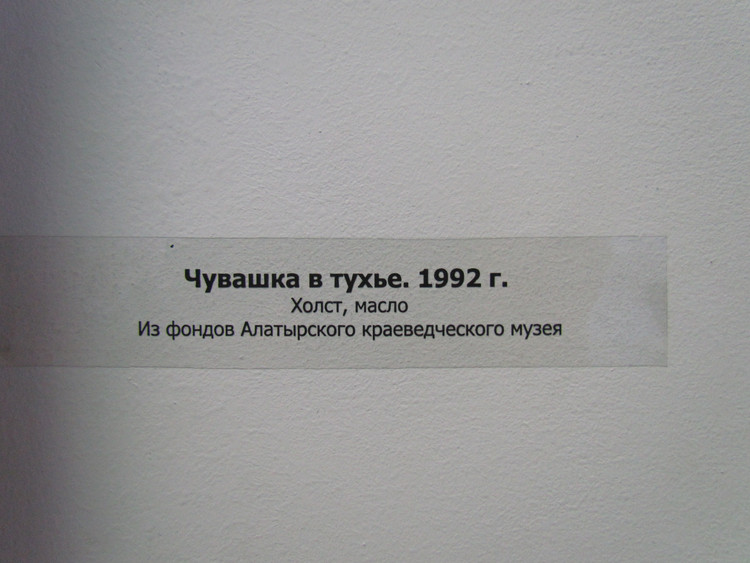 Чувашка в тухье. 1992 г.
Холст, масло
Из фондов Алатырского краеведческого музея